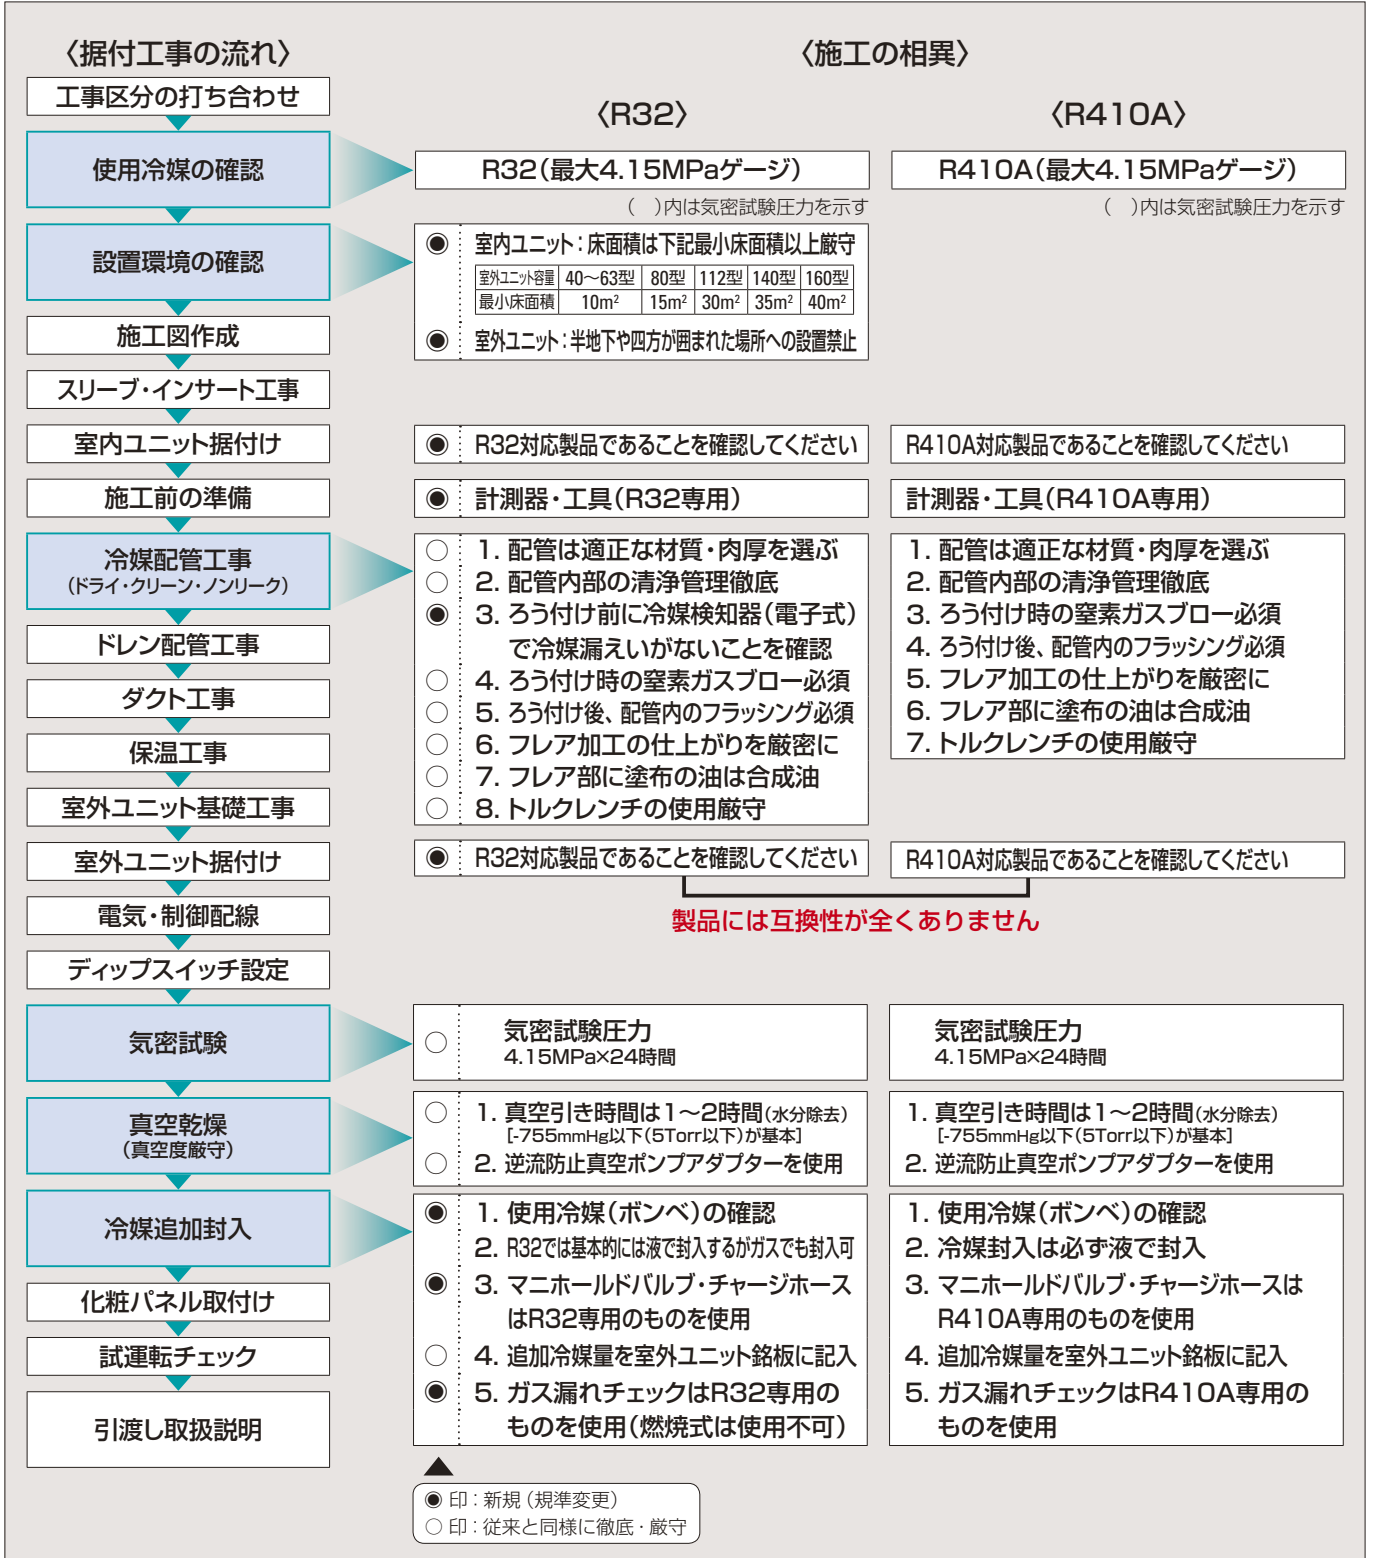 〈据付工事の流れ〉
工事区分の打ち合わせ
使用冷媒の確認
設置環境の確認
施工図作成
スリーブ・インサート工事
室内ユニット据付け
施工前の準備
冷媒配管工事
(ドライ・クリーン・ノンリーク)
ドレン配管工事
ダクト工事
保温工事
室外ユニット基礎工事
室外ユニット据付け
電気・制御配線
ディップスイッチ設定
気密試験
真空乾燥
(真空度厳守)
冷媒追加封入
化粧パネル取付け
試運転チェック
引渡し取扱説明
〈施工の相異〉
〈R32〉
R32(最大4.15MPaゲージ)
(　)内は気密試験圧力を示す
◉ 室内ユニット：床面積は下記最小床面積以上厳守
室外ユニット容量 40〜63型 80型 112型 140型 160型
最小床面積 10m² 15m² 30m² 35m² 40m²
◉ 室外ユニット：半地下や四方が囲まれた場所への設置禁止
◉ R32対応製品であることを確認してください
◉ 計測器・工具(R32専用)
○ 1. 配管は適正な材質・肉厚を選ぶ
○ 2. 配管内部の清浄管理徹底
◉ 3. ろう付け前に冷媒検知器(電子式)
で冷媒漏えいがないことを確認
○ 4. ろう付け時の窒素ガスブロー必須
○ 5. ろう付け後、配管内のフラッシング必須
○ 6. フレア加工の仕上がりを厳密に
○ 7. フレア部に塗布の油は合成油
○ 8. トルクレンチの使用厳守
◉ R32対応製品であることを確認してください
○ 気密試験圧力
4.15MPa×24時間
○ 1. 真空引き時間は1〜2時間(水分除去)
[-755mmHg以下(5Torr以下)が基本]
○ 2. 逆流防止真空ポンプアダプターを使用
◉ 1. 使用冷媒(ボンベ)の確認
2. R32では基本的には液で封入するがガスでも封入可
◉ 3. マニホールドバルブ・チャージホース
はR32専用のものを使用
○ 4. 追加冷媒量を室外ユニット銘板に記入
◉ 5. ガス漏れチェックはR32専用の
ものを使用(燃焼式は使用不可)
〈R410A〉
R410A(最大4.15MPaゲージ)
(　)内は気密試験圧力を示す
R410A対応製品であることを確認してください
計測器・工具(R410A専用)
1. 配管は適正な材質・肉厚を選ぶ
2. 配管内部の清浄管理徹底
3. ろう付け時の窒素ガスブロー必須
4. ろう付け後、配管内のフラッシング必須
5. フレア加工の仕上がりを厳密に
6. フレア部に塗布の油は合成油
7. トルクレンチの使用厳守
R410A対応製品であることを確認してください
製品には互換性が全くありません
気密試験圧力
4.15MPa×24時間
1. 真空引き時間は1〜2時間(水分除去)
[-755mmHg以下(5Torr以下)が基本]
2. 逆流防止真空ポンプアダプターを使用
1. 使用冷媒(ボンベ)の確認
2. 冷媒封入は必ず液で封入
3. マニホールドバルブ・チャージホースは
R410A専用のものを使用
4. 追加冷媒量を室外ユニット銘板に記入
5. ガス漏れチェックはR410A専用の
ものを使用
◉ 印：新規(規準変更)
○ 印：従来と同様に徹底・厳守